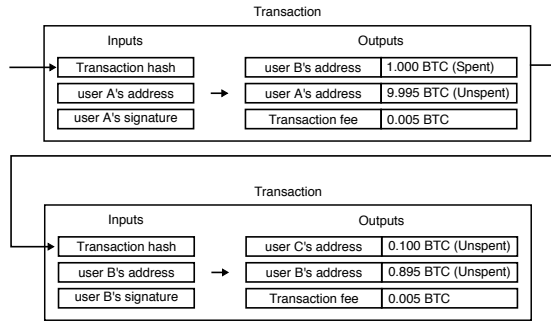 Transaction
Inputs Outputs
Transaction hash user B's address 1.000 BTC (Spent)
user A's address user A's address 9.995 BTC (Unspent)
user A's signature Transaction fee 0.005 BTC
Transaction
Inputs Outputs
Transaction hash user C's address 0.100 BTC (Unspent)
user B's address user B's address 0.895 BTC (Unspent)
user B's signature Transaction fee 0.005 BTC